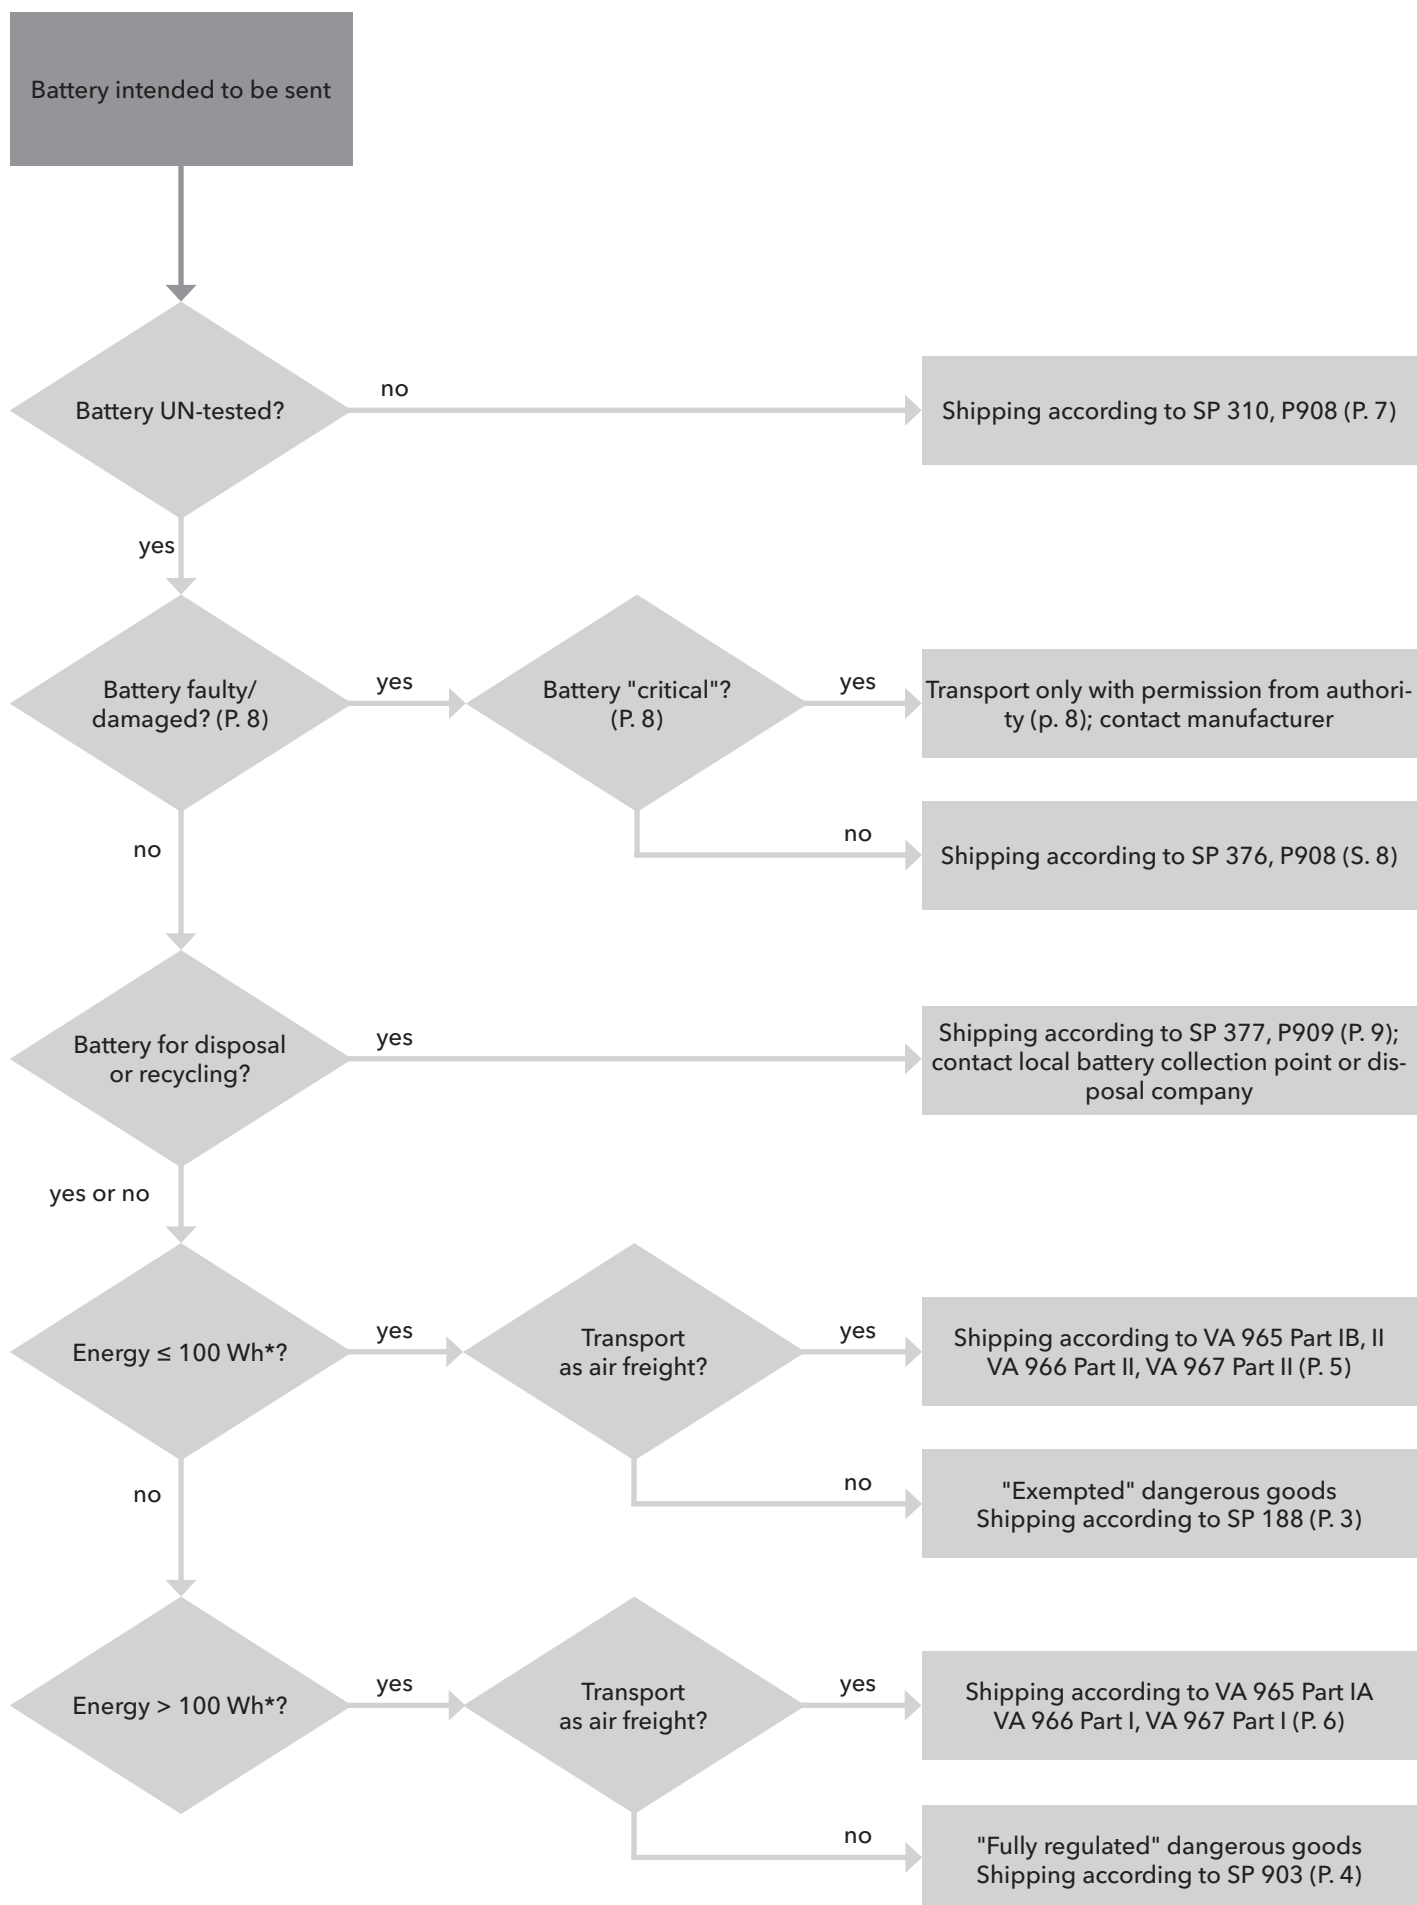 Battery intended to be sent
Battery UN-tested?
no
Shipping according to SP 310, P908 (P. 7)
yes
Battery faulty/
damaged? (P. 8)
yes
Battery "critical"?
(P. 8)
yes
Transport only with permission from authori-
ty (p. 8); contact manufacturer
no
Shipping according to SP 376, P908 (S. 8)
no
Battery for disposal
or recycling?
yes
Shipping according to SP 377, P909 (P. 9);
contact local battery collection point or dis-
posal company
yes or no
Energy ≤ 100 Wh*?
yes
Transport
as air freight?
yes
Shipping according to VA 965 Part IB, II
VA 966 Part II, VA 967 Part II (P. 5)
no
"Exempted" dangerous goods
Shipping according to SP 188 (P. 3)
no
Energy > 100 Wh*?
yes
Transport
as air freight?
yes
Shipping according to VA 965 Part IA
VA 966 Part I, VA 967 Part I (P. 6)
no
"Fully regulated" dangerous goods
Shipping according to SP 903 (P. 4)